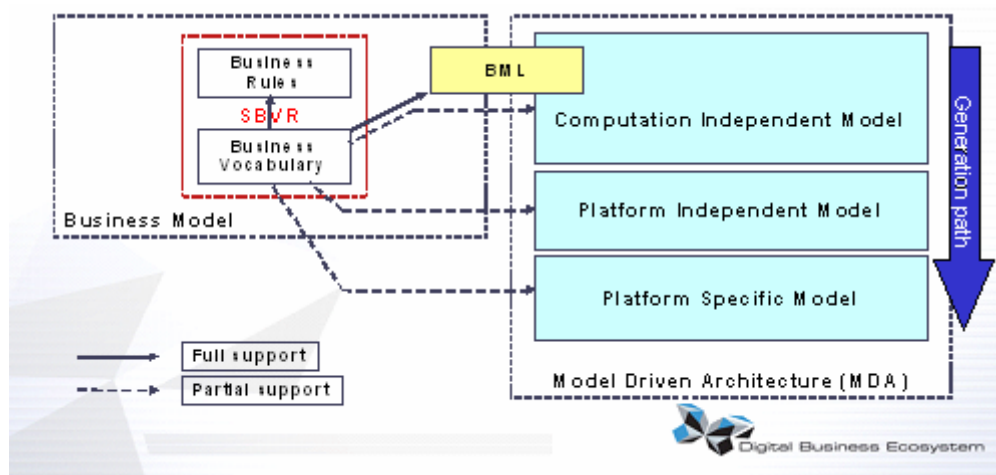 Business
Rules
SBVR
Business
Vocabulary
Business Model
BML
Computation Independent Model
Platform Independent Model
Platform Specific Model
Model Driven Architecture (MDA)
Generation path
Full support
Partial support
Digital Business Ecosystem